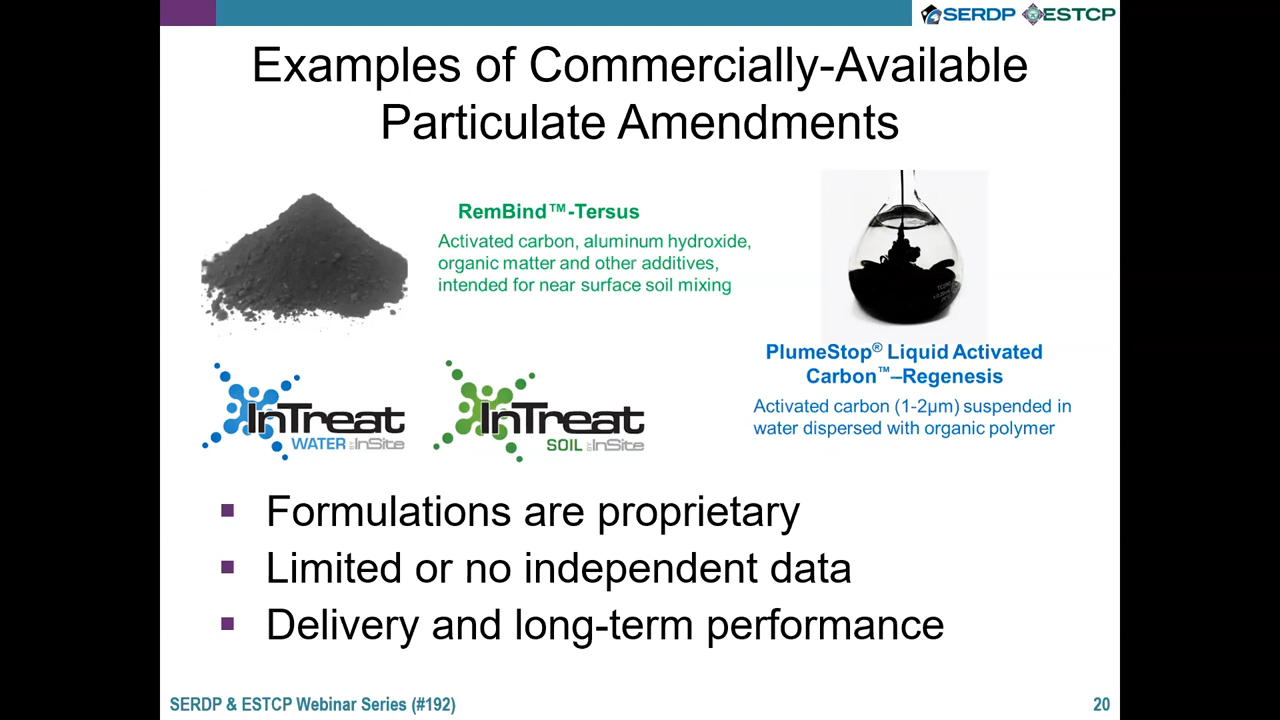 SERDP ESTCP
Examples of Commercially-Available
Particulate Amendments
RemBind™-Tersus
Activated carbon, aluminum hydroxide,
organic matter and other additives,
intended for near surface soil mixing
PlumeStop® Liquid Activated
Carbon™–Regenesis
Activated carbon (1-2µm) suspended in
water dispersed with organic polymer
InTreat
WATER BY InSite
InTreat
SOIL BY InSite
▪ Formulations are proprietary
▪ Limited or no independent data
▪ Delivery and long-term performance
SERDP & ESTCP Webinar Series (#192)
20